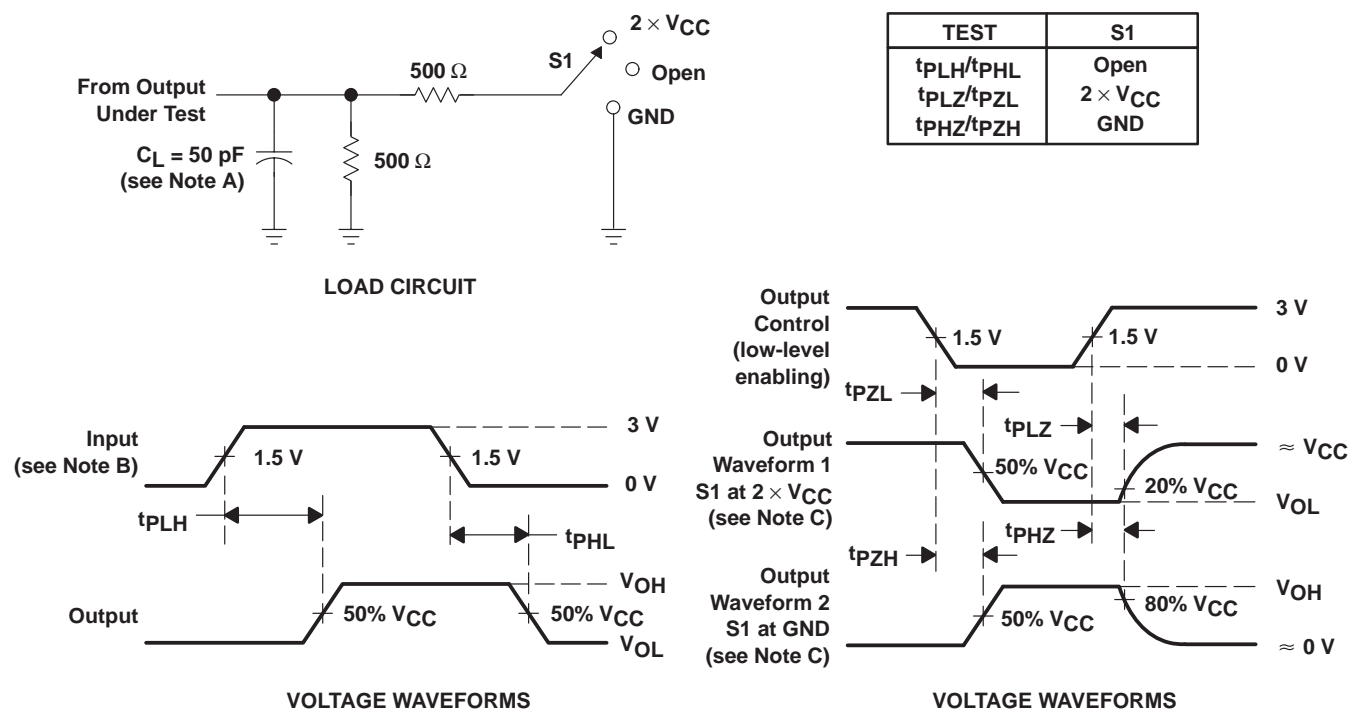 2 × VCC
S1
500 Ω
Open
From Output
Under Test
GND
CL = 50 pF
(see Note A)
500 Ω
LOAD CIRCUIT
TEST S1
tPLH/tPHL Open
tPLZ/tPZL 2 × VCC
tPHZ/tPZH GND
Input
(see Note B)
1.5 V
1.5 V
3 V
0 V
tPLH
tPHL
Output
50% VCC
50% VCC
VOH
VOL
VOLTAGE WAVEFORMS
Output
Control
(low-level
enabling)
1.5 V
1.5 V
3 V
0 V
tPZL
tPLZ
Output
Waveform 1
S1 at 2 × VCC
(see Note C)
50% VCC
20% VCC
≈ VCC
VOL
tPHZ
tPZH
Output
Waveform 2
S1 at GND
(see Note C)
50% VCC
80% VCC
VOH
≈ 0 V
VOLTAGE WAVEFORMS